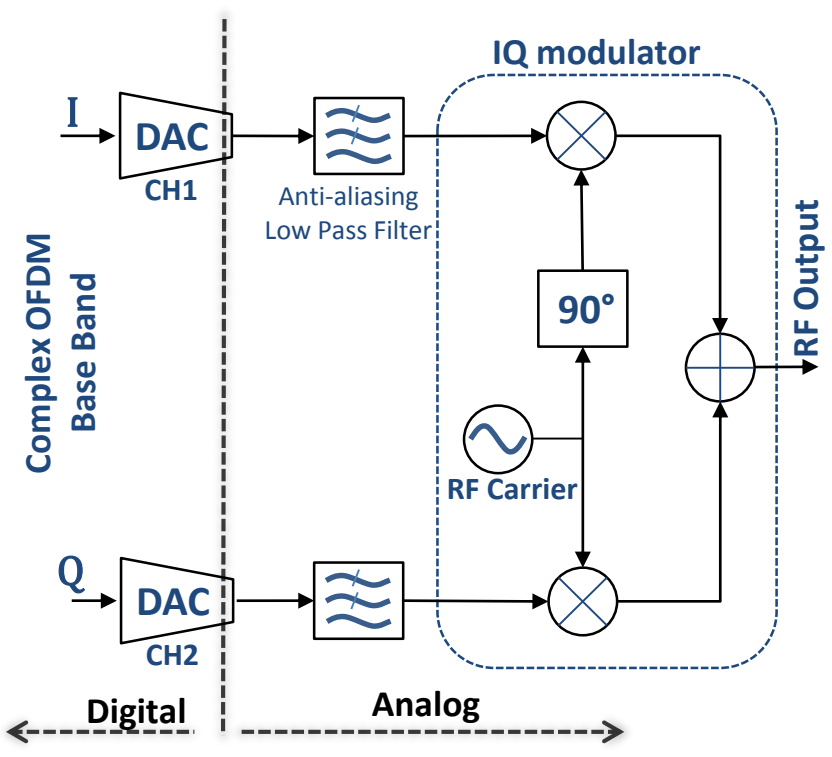 IQ modulator
I
DAC
CH1
Anti-aliasing
Low Pass Filter
90°
RF Output
Complex OFDM
Base Band
RF Carrier
Q
DAC
CH2
Digital
Analog